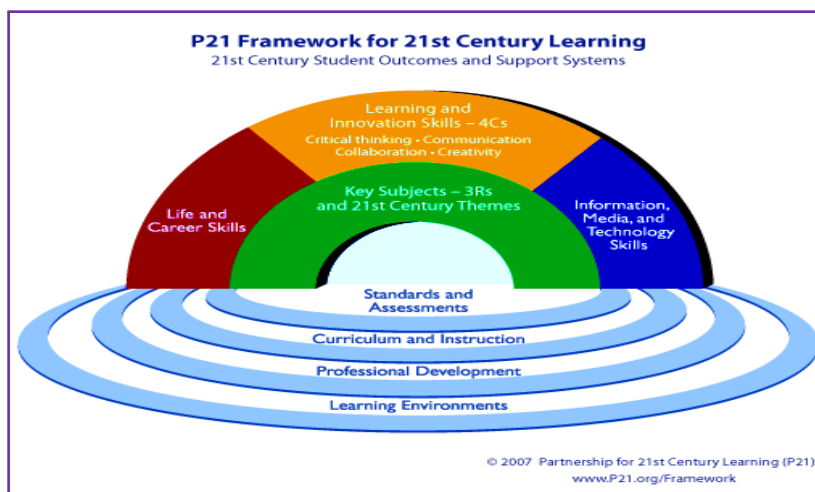 P21 Framework for 21st Century Learning
21st Century Student Outcomes and Support Systems
Learning and
Innovation Skills – 4Cs
Critical thinking • Communication
Collaboration • Creativity
Key Subjects – 3Rs
and 21st Century Themes
Life and
Career Skills
Information,
Media, and
Technology
Skills
Standards and
Assessments
Curriculum and Instruction
Professional Development
Learning Environments
© 2007 Partnership for 21st Century Learning (P21)
www.P21.org/Framework